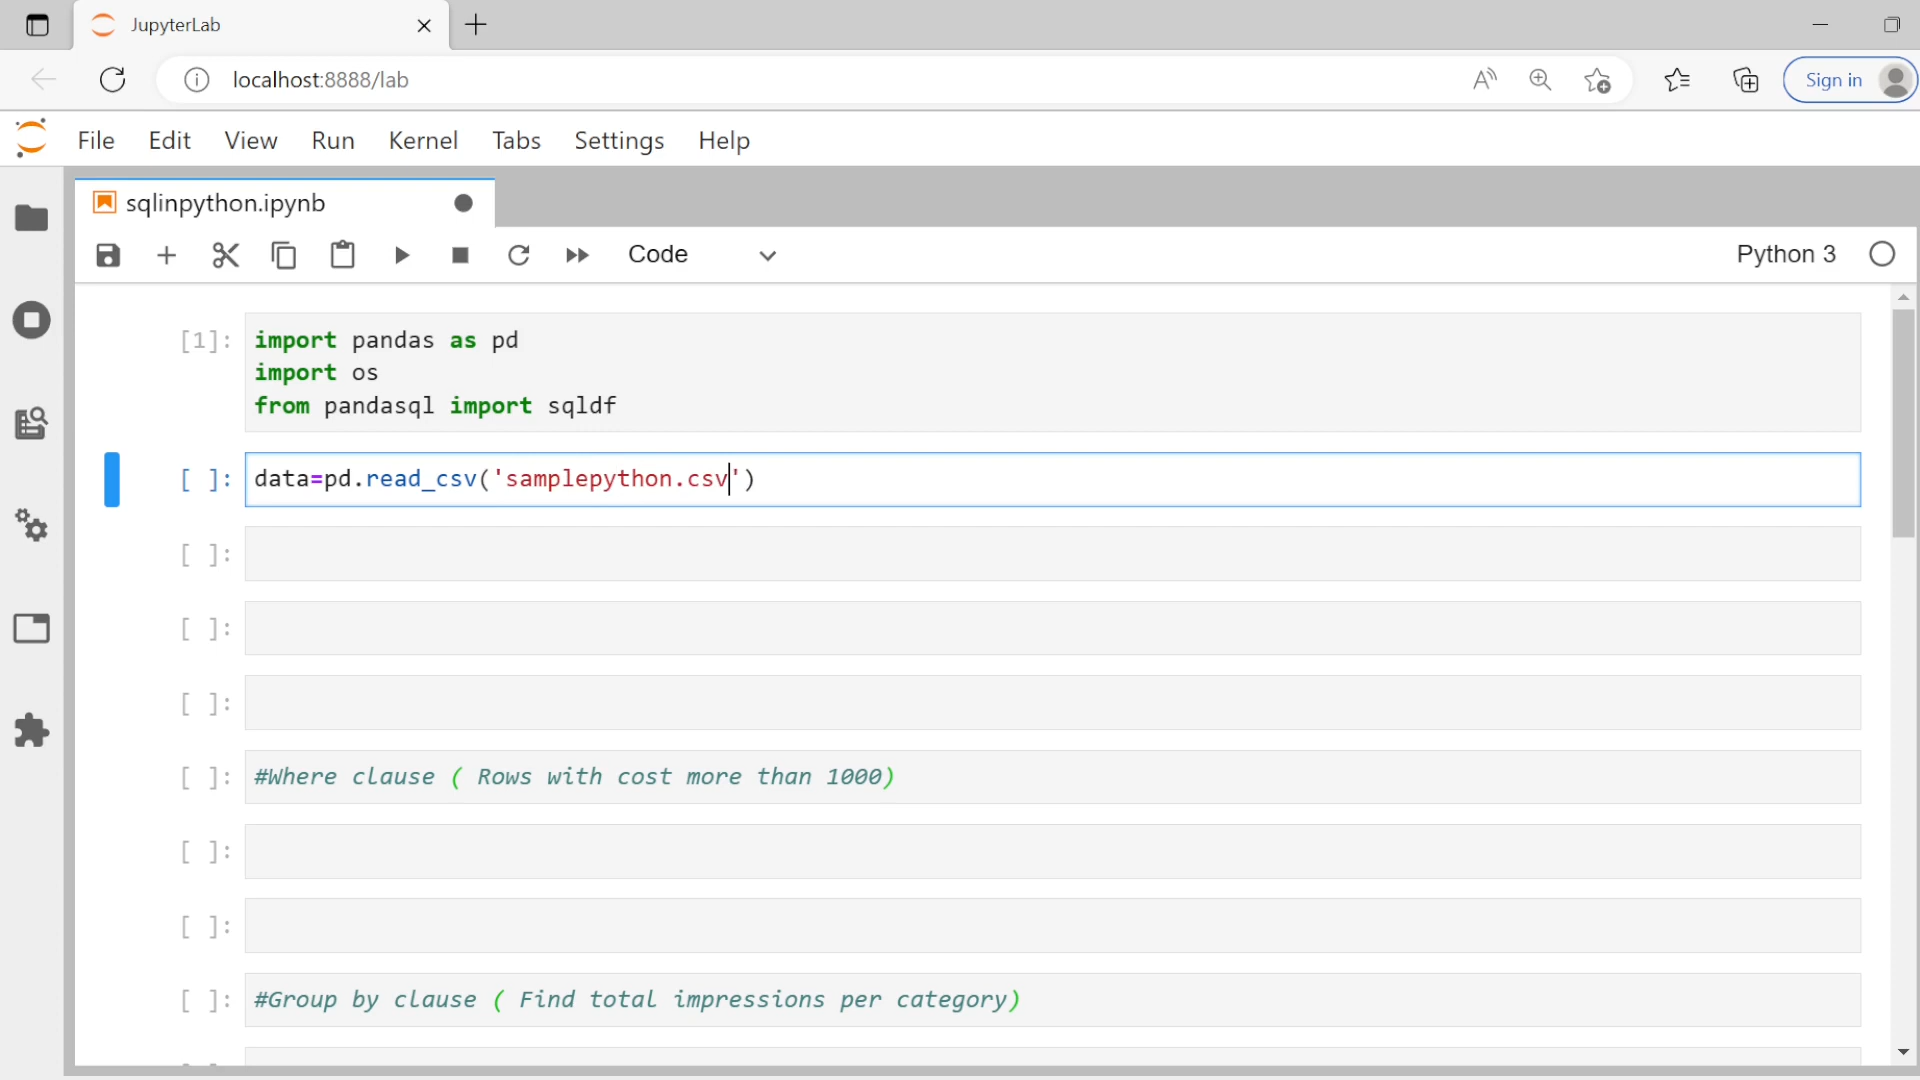 JupyterLab
localhost:8888/lab
Sign in
File Edit View Run Kernel Tabs Settings Help
sqlinpython.ipynb
Code
Python 3
[1]: import pandas as pd
import os
from pandasql import sqldf
[ ]: data=pd.read_csv('samplepython.csv')
[ ]:
[ ]:
[ ]:
[ ]: #Where clause ( Rows with cost more than 1000)
[ ]:
[ ]:
[ ]: #Group by clause ( Find total impressions per category)